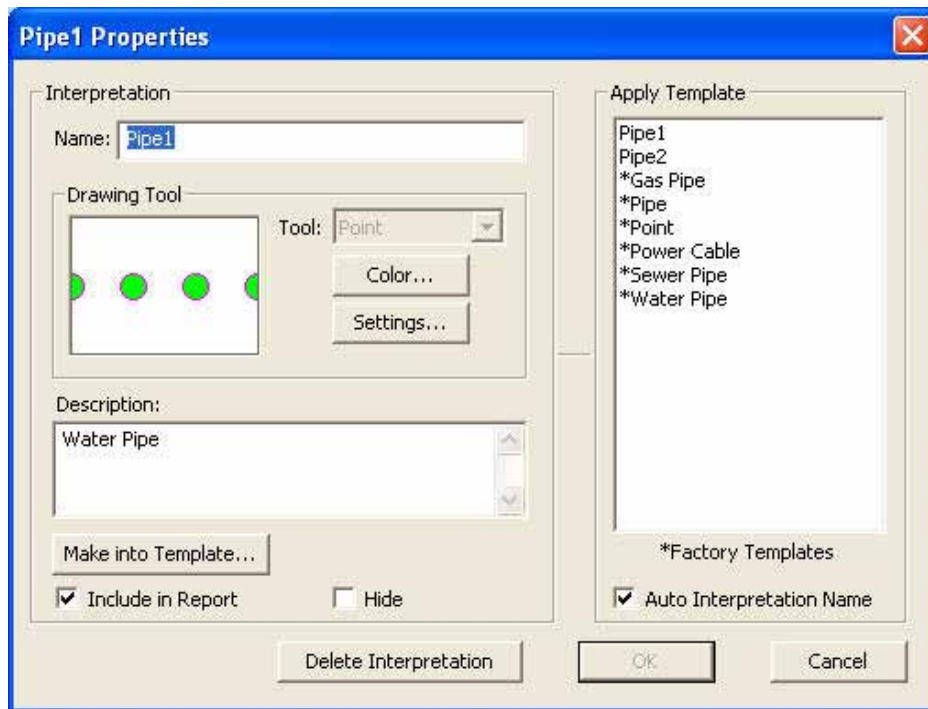 Pipe1 Properties
Interpretation
Name: Pipe1
Drawing Tool
Tool: Point
Color...
Settings...
Description:
Water Pipe
Make into Template...
Include in Report
Hide
Apply Template
Pipe1
Pipe2
*Gas Pipe
*Pipe
*Point
*Power Cable
*Sewer Pipe
*Water Pipe
*Factory Templates
Auto Interpretation Name
Delete Interpretation
OK
Cancel